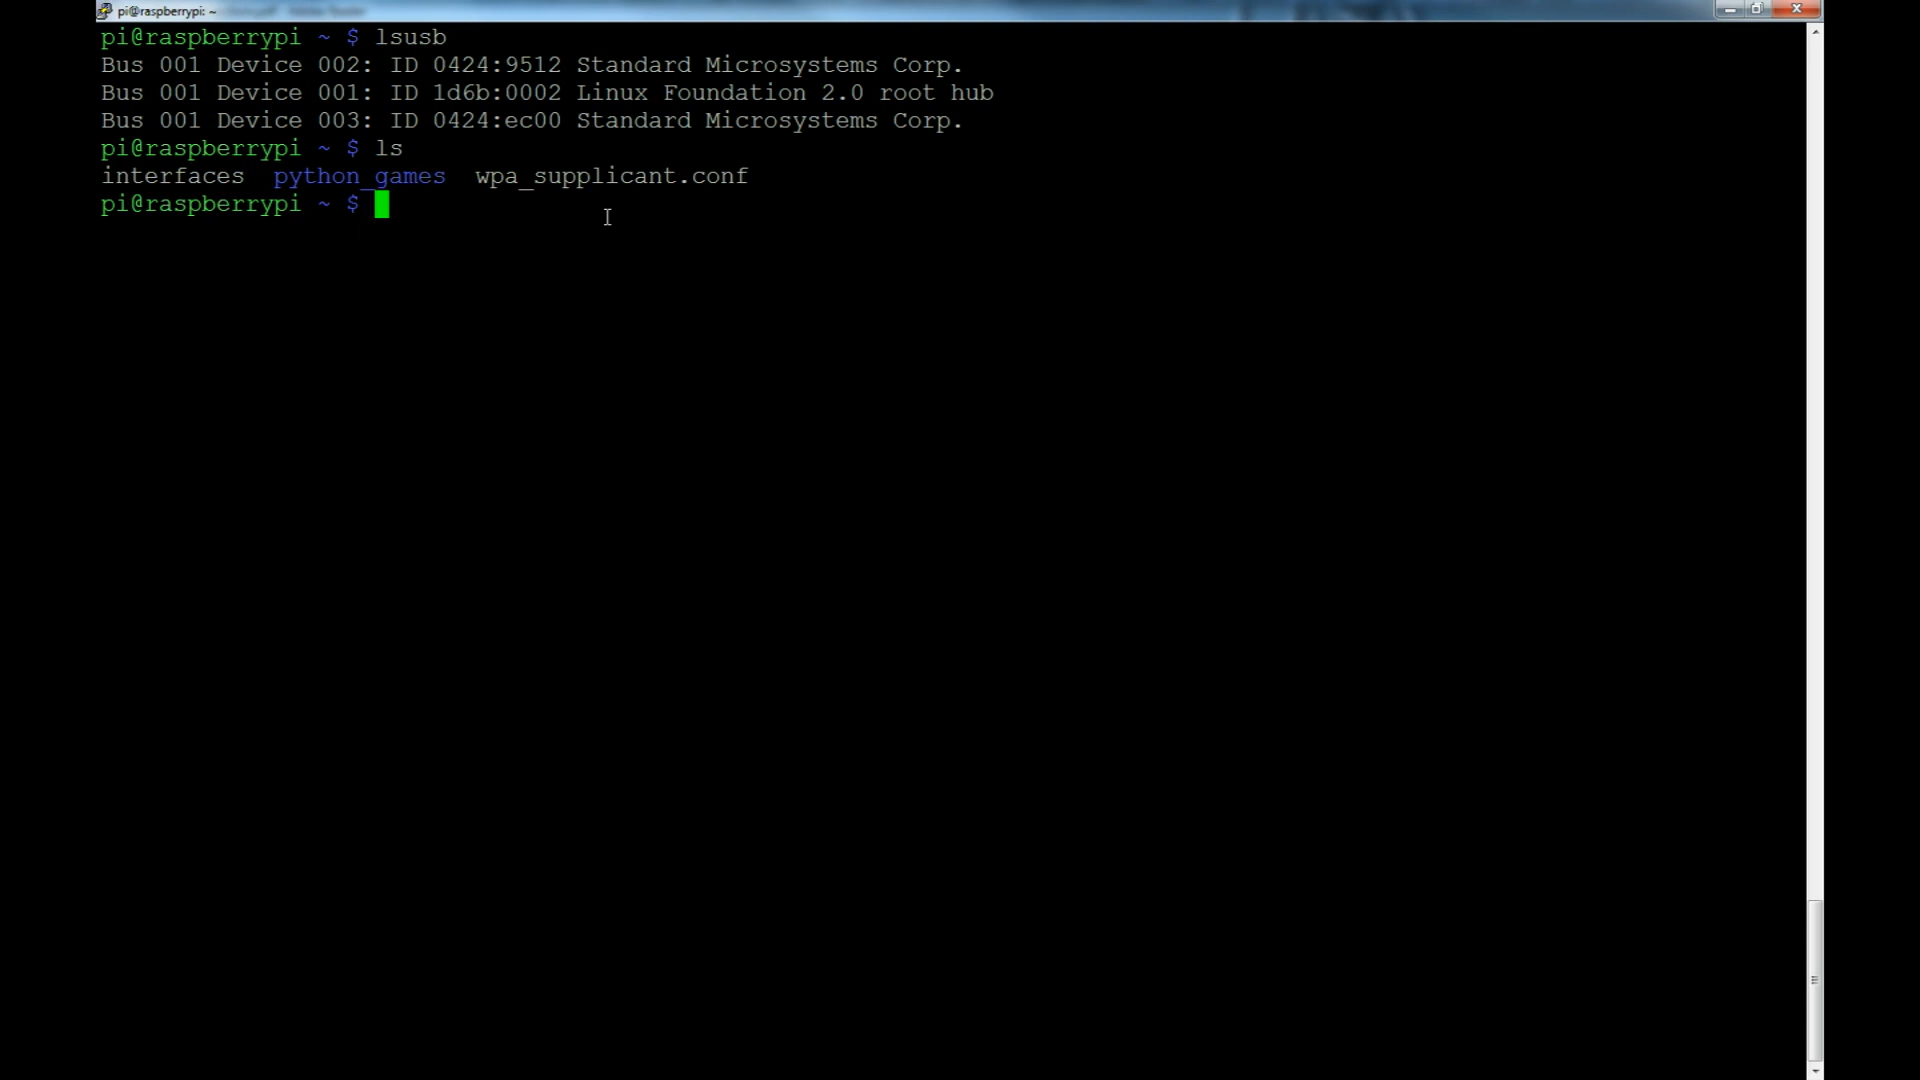 pi@raspberrypi: ~
pi@raspberrypi ~ $ lsusb
Bus 001 Device 002: ID 0424:9512 Standard Microsystems Corp.
Bus 001 Device 001: ID 1d6b:0002 Linux Foundation 2.0 root hub
Bus 001 Device 003: ID 0424:ec00 Standard Microsystems Corp.
pi@raspberrypi ~ $ ls
interfaces  python_games  wpa_supplicant.conf
pi@raspberrypi ~ $